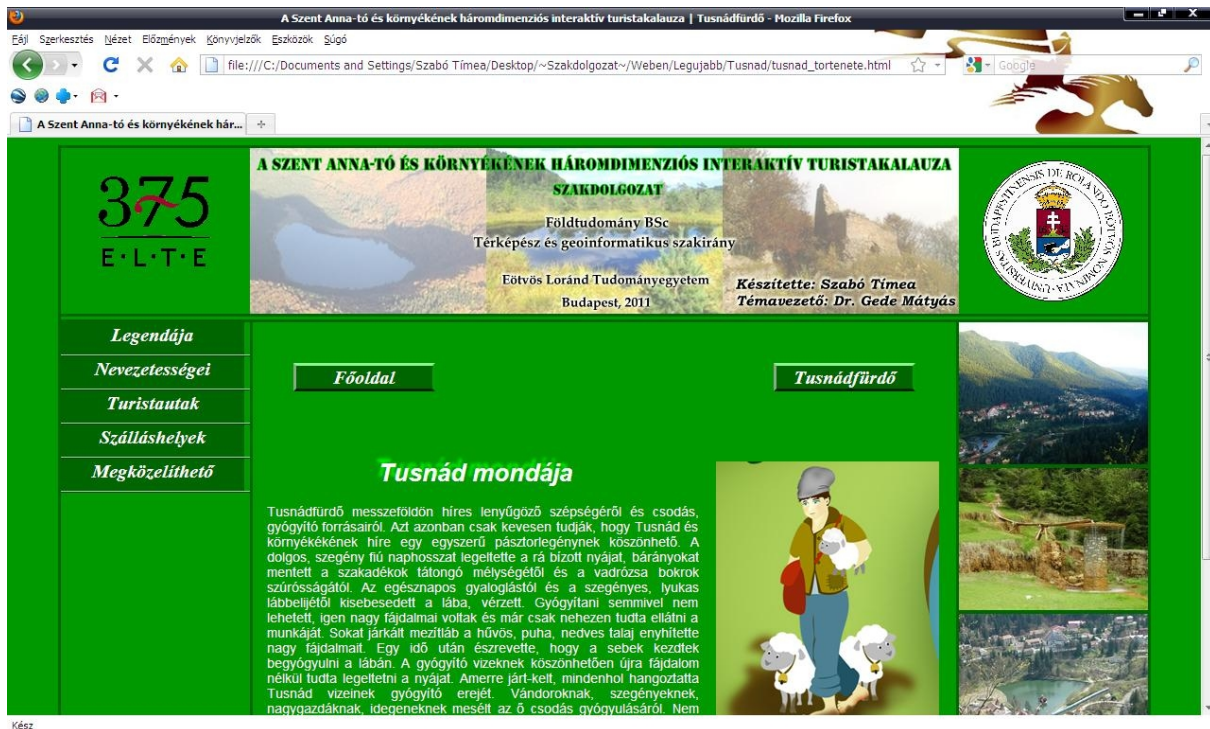 A Szent Anna-tó és környékének háromdimenziós interaktív turistakalauza | Tusnádfürdő - Mozilla Firefox
Fájl Szerkesztés Nézet Előzmények Könyvjelzők Eszközök Súgó
file:///C:/Documents and Settings/Szabó Tímea/Desktop/~Szakdolgozat~/Weben/Legujabb/Tusnad/tusnad_tortenete.html
Google
A Szent Anna-tó és környékének hár...
375
E·L·T·E
A SZENT ANNA-TÓ ÉS KÖRNYÉKÉNEK HÁROMDIMENZIÓS INTERAKTÍV TURISTAKALAUZA
SZAKDOLGOZAT
Földtudomány BSc
Térképész és geoinformatikus szakirány
Eötvös Loránd Tudományegyetem
Budapest, 2011
Készítette: Szabó Tímea
Témavezető: Dr. Gede Mátyás
Legendája
Nevezetességei
Turistautak
Szálláshelyek
Megközelíthető
Főoldal
Tusnádfürdő
Tusnád mondája
Tusnádfürdő messzeföldön híres lenyűgöző szépségéről és csodás,
gyógyító forrásairól. Azt azonban csak kevesen tudják, hogy Tusnád és
környékékének híre egy egyszerű pásztorlegénynek köszönhető. A
dolgos, szegény fiú naphosszat legeltette a rá bízott nyájat, bárányokat
mentett a szakadékok tátongó mélységétől és a vadrózsa bokrok
szúrósságától. Az egésznapos gyaloglástól és a szegényes, lyukas
lábbelijétől kisebesedett a lába, vérzett. Gyógyítani semmivel nem
lehetett, igen nagy fájdalmai voltak és már csak nehezen tudta ellátni a
munkáját. Sokat járkált mezítláb a hűvös, puha, nedves talaj enyhítette
nagy fájdalmait. Egy idő után észrevette, hogy a sebek kezdtek
begyógyulni a lábán. A gyógyító vizeknek köszönhetően újra fájdalom
nélkül tudta legeltetni a nyáját. Amerre járt-kelt, mindenhol hangoztatta
Tusnád vizeinek gyógyító erejét. Vándoroknak, szegényeknek,
nagygazdáknak, idegeneknek mesélt az ő csodás gyógyulásáról. Nem
Kész